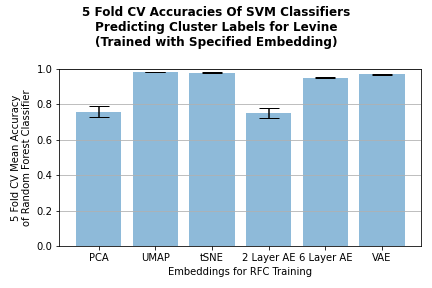 5 Fold CV Accuracies Of SVM Classifiers
Predicting Cluster Labels for Levine
(Trained with Specified Embedding)
5 Fold CV Mean Accuracy
of Random Forest Classifier
1.0
0.8
0.6
0.4
0.2
0.0
PCA UMAP tSNE 2 Layer AE 6 Layer AE VAE
Embeddings for RFC Training